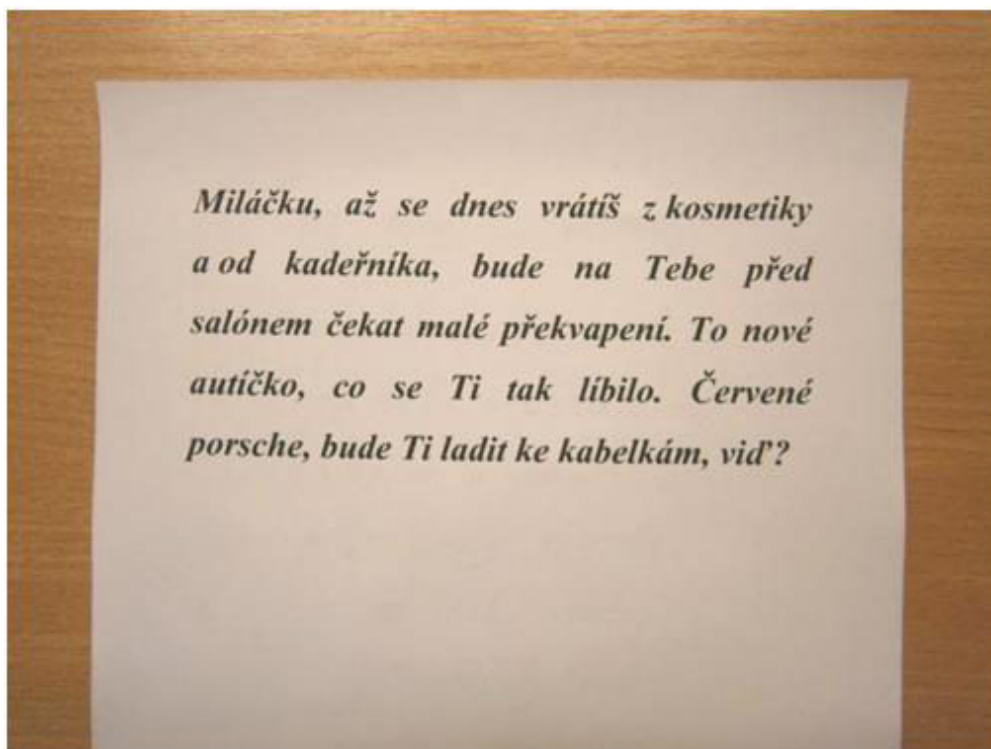 Miláčku, až se dnes vrátíš z kosmetiky
a od kadeřníka, bude na Tebe před
salónem čekat malé překvapení. To nové
autíčko, co se Ti tak líbilo. Červené
porsche, bude Ti ladit ke kabelkám, viď?